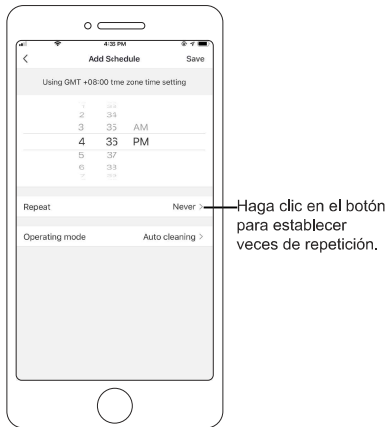 4:35 PM
Add Schedule Save
Using GMT +08:00 tme zone time setting
2 34
3 35 AM
4 36 PM
5 37
6 38
Repeat Never >
Operating mode Auto cleaning >
Haga clic en el botón
para establecer
veces de repetición.